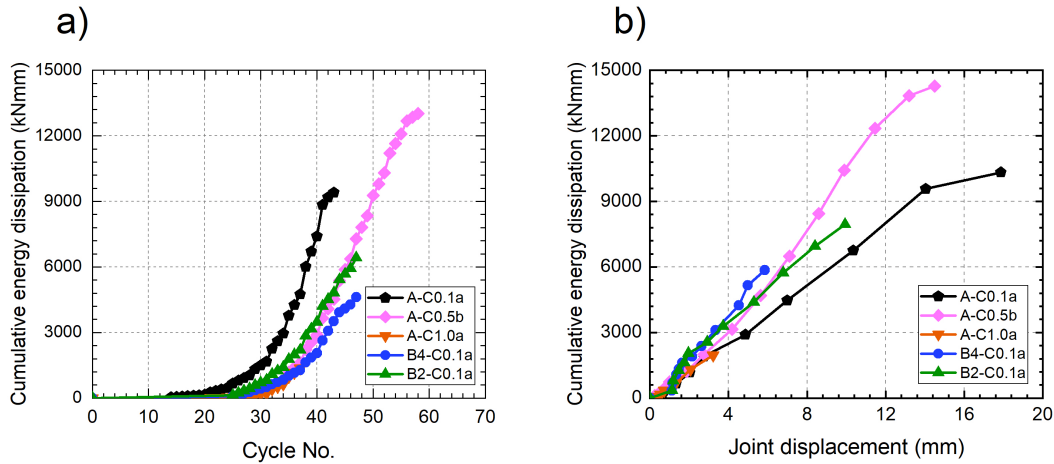 a)
b)
Cumulative energy dissipation (kNmm)
15000
12000
9000
6000
3000
0
A-C0.1a
A-C0.5b
A-C1.0a
B4-C0.1a
B2-C0.1a
0 10 20 30 40 50 60 70
Cycle No.
Cumulative energy dissipation (kNmm)
15000
12000
9000
6000
3000
0
A-C0.1a
A-C0.5b
A-C1.0a
B4-C0.1a
B2-C0.1a
0 4 8 12 16 20
Joint displacement (mm)